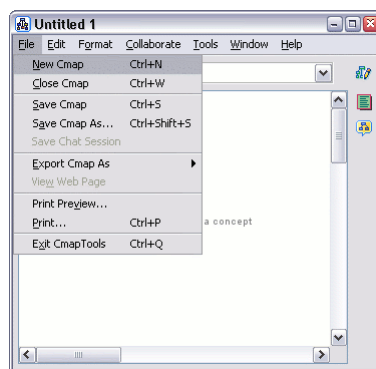 Untitled 1
File Edit Format Collaborate Tools Window Help
New Cmap Ctrl+N
Close Cmap Ctrl+W
Save Cmap Ctrl+S
Save Cmap As... Ctrl+Shift+S
Save Chat Session
Export Cmap As
View Web Page
Print Preview...
Print... Ctrl+P
a concept
Exit CmapTools Ctrl+Q